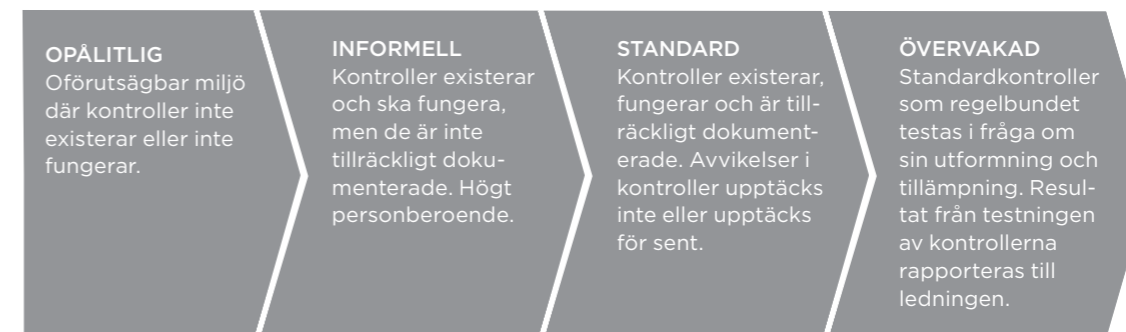 OPÅLITLIG
Oförutsägbar miljö
där kontroller inte
existerar eller inte
fungerar.
INFORMELL
Kontroller existerar
och ska fungera,
men de är inte
tillräckligt doku-
menterade. Högt
personberoende.
STANDARD
Kontroller existerar,
fungerar och är till-
räckligt dokument-
erade. Avvikelser i
kontroller upptäcks
inte eller upptäcks
för sent.
ÖVERVAKAD
Standardkontroller
som regelbundet
testas i fråga om
sin utformning och
tillämpning. Resul-
tat från testningen
av kontrollerna
rapporteras till
ledningen.